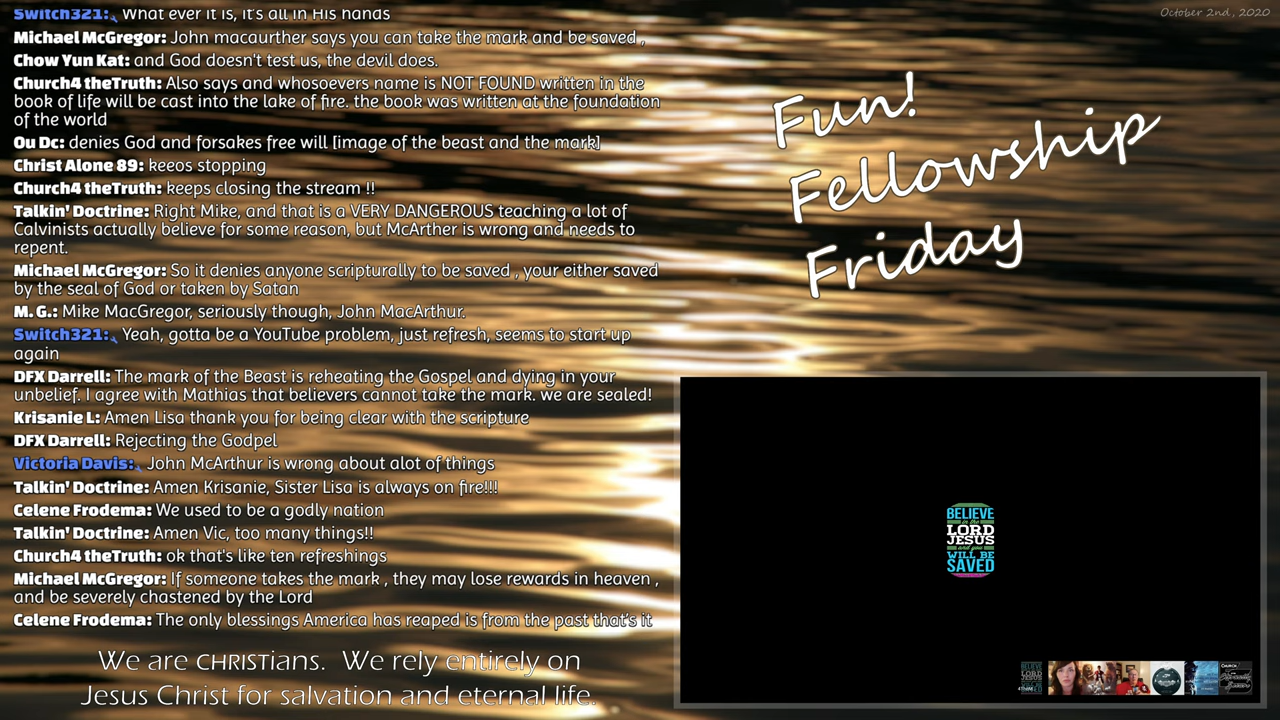 Switch321: What ever it is, it's all in His hands
Michael McGregor: John macaurther says you can take the mark and be saved ,
Chow Yun Kat: and God doesn't test us, the devil does.
Church4 theTruth: Also says and whosoevers name is NOT FOUND written in the
book of life will be cast into the lake of fire. the book was written at the foundation
of the world
Ou Dc: denies God and forsakes free will [image of the beast and the mark]
Christ Alone 89: keeos stopping
Church4 theTruth: keeps closing the stream !!
Talkin' Doctrine: Right Mike, and that is a VERY DANGEROUS teaching a lot of
Calvinists actually believe for some reason, but McArther is wrong and needs to
repent.
Michael McGregor: So it denies anyone scripturally to be saved , your either saved
by the seal of God or taken by Satan
M. G.: Mike MacGregor, seriously though, John MacArthur.
Switch321: Yeah, gotta be a YouTube problem, just refresh, seems to start up
again
DFX Darrell: The mark of the Beast is reheating the Gospel and dying in your
unbelief. I agree with Mathias that believers cannot take the mark. we are sealed!
Krisanie L: Amen Lisa thank you for being clear with the scripture
DFX Darrell: Rejecting the Godpel
Victoria Davis: John McArthur is wrong about alot of things
Talkin' Doctrine: Amen Krisanie, Sister Lisa is always on fire!!!
Celene Frodema: We used to be a godly nation
Talkin' Doctrine: Amen Vic, too many things!!
Church4 theTruth: ok that's like ten refreshings
Michael McGregor: If someone takes the mark , they may lose rewards in heaven ,
and be severely chastened by the Lord
Celene Frodema: The only blessings America has reaped is from the past that's it
We are CHRISTians. We rely entirely on
Jesus Christ for salvation and eternal life.
October 2nd, 2020
Fun!
Fellowship
Friday
BELIEVE
in the
LORD
JESUS
and you
WILL BE
SAVED